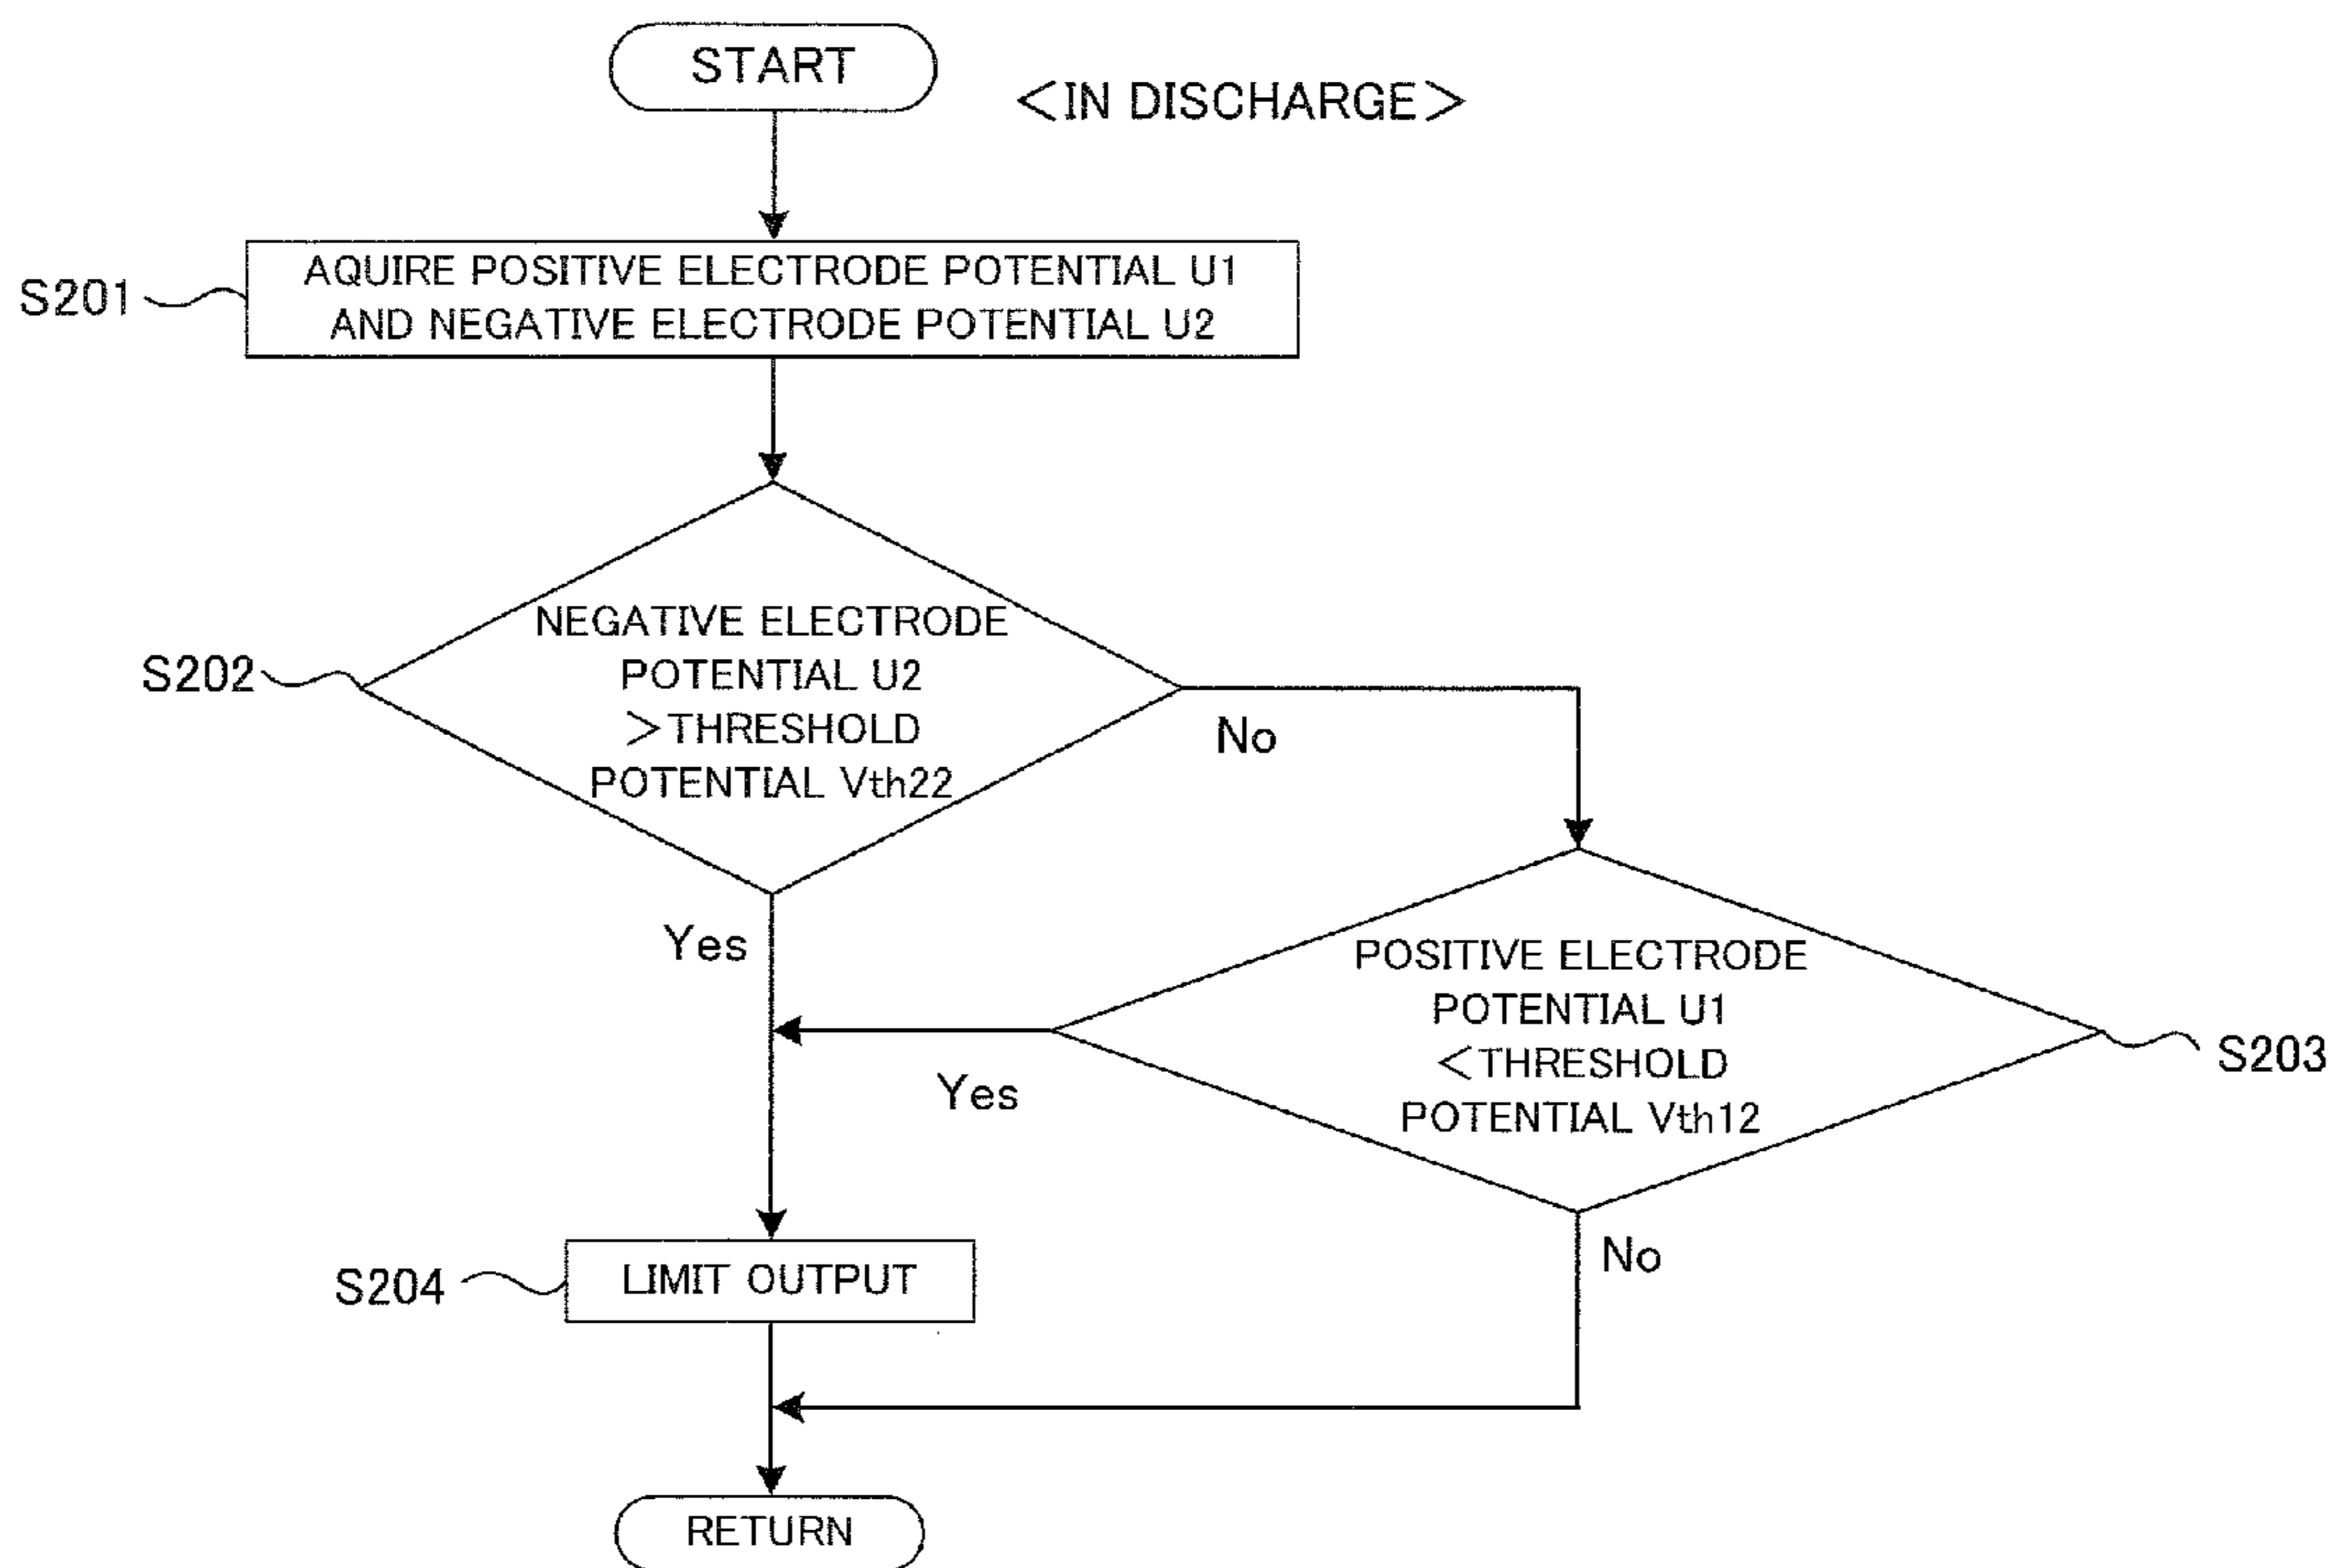 START
<IN DISCHARGE>
S201
AQUIRE POSITIVE ELECTRODE POTENTIAL U1
AND NEGATIVE ELECTRODE POTENTIAL U2
S202
NEGATIVE ELECTRODE
POTENTIAL U2
>THRESHOLD
POTENTIAL Vth22
No
Yes
POSITIVE ELECTRODE
POTENTIAL U1
<THRESHOLD
POTENTIAL Vth12
S203
Yes
No
S204
LIMIT OUTPUT
RETURN